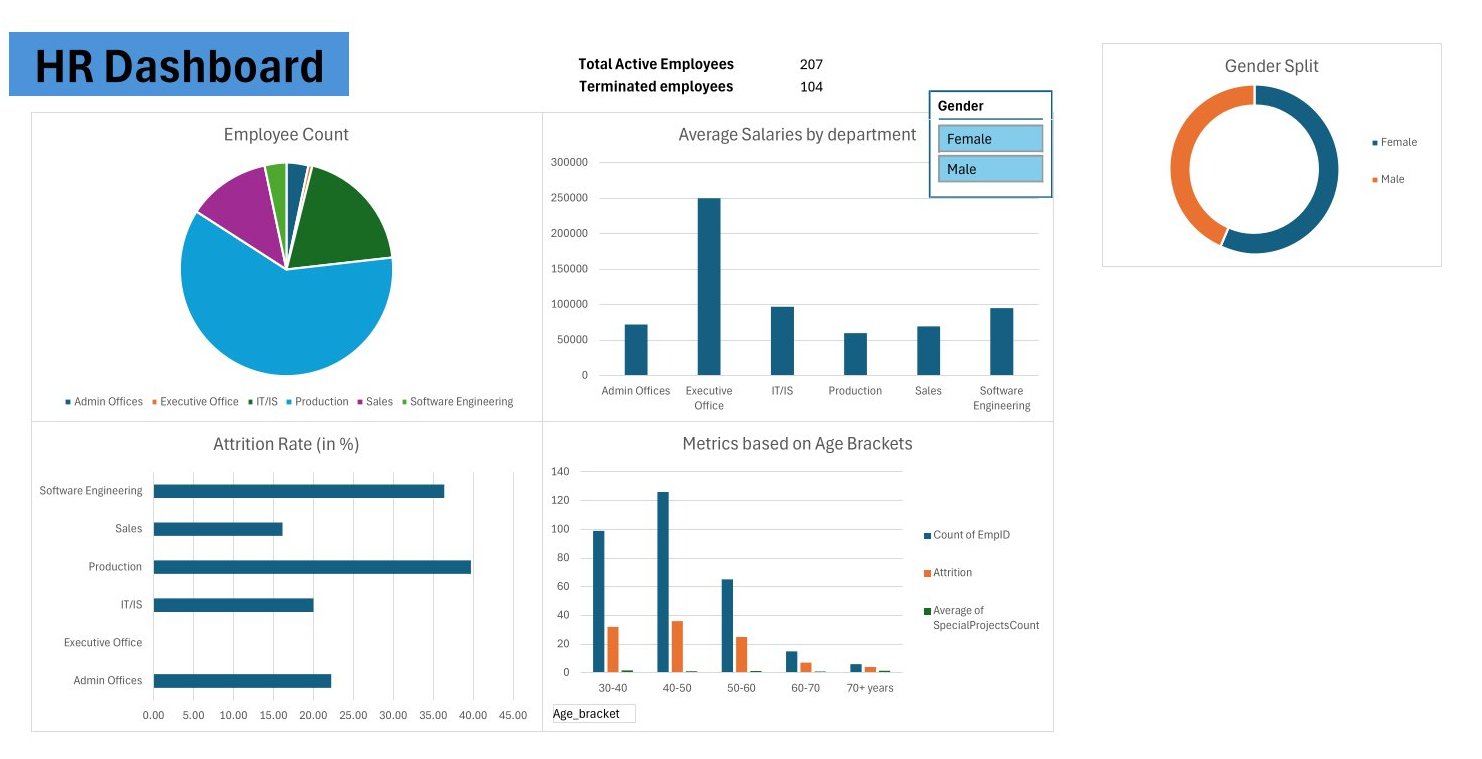 HR Dashboard
Total Active Employees 207
Terminated employees 104
Gender
Female
Male
Gender Split
Female
Male
Employee Count
Admin Offices Executive Office IT/IS Production Sales Software Engineering
Average Salaries by department
300000
250000
200000
150000
100000
50000
0
Admin Offices Executive Office IT/IS Production Sales Software Engineering
Attrition Rate (in %)
Software Engineering
Sales
Production
IT/IS
Executive Office
Admin Offices
0.00 5.00 10.00 15.00 20.00 25.00 30.00 35.00 40.00 45.00
Metrics based on Age Brackets
140
120
100
80
60
40
20
0
30-40 40-50 50-60 60-70 70+ years
Count of EmpID
Attrition
Average of
SpecialProjectsCount
Age_bracket